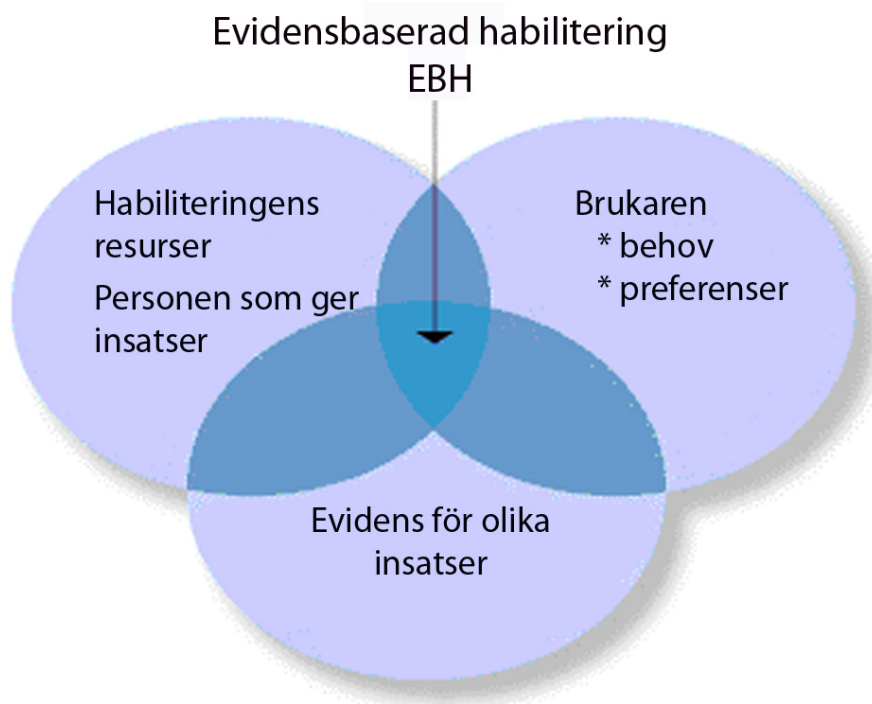 Evidensbaserad habilitering
EBH
Habiliteringens
resurser
Personen som ger
insatser
Brukaren
* behov
* preferenser
Evidens för olika
insatser